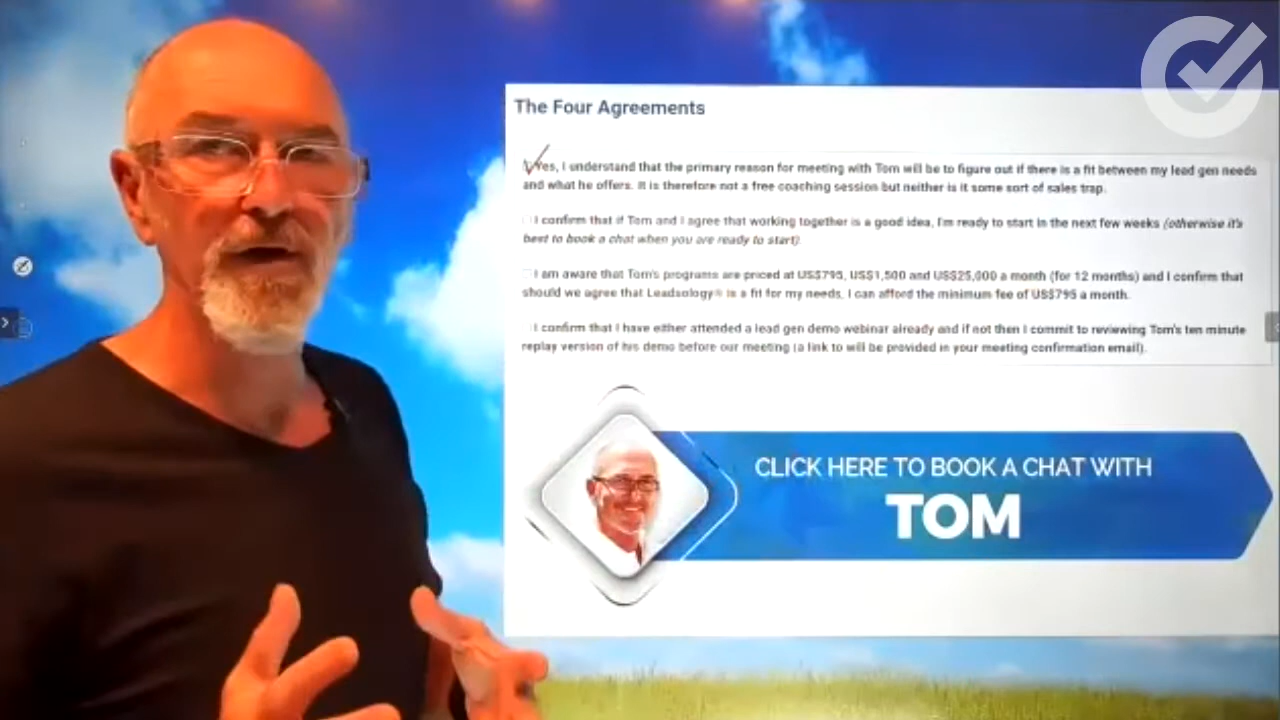 The Four Agreements
Yes, I understand that the primary reason for meeting with Tom will be to figure out if there is a fit between my lead gen needs
and what he offers. It is therefore not a free coaching session but neither is it some sort of sales trap.
I confirm that if Tom and I agree that working together is a good idea, I'm ready to start in the next few weeks (otherwise it's
best to book a chat when you are ready to start).
I am aware that Tom's programs are priced at US$795, US$1,500 and US$25,000 a month (for 12 months) and I confirm that
should we agree that Leadsology® is a fit for my needs, I can afford the minimum fee of US$795 a month.
I confirm that I have either attended a lead gen demo webinar already and if not then I commit to reviewing Tom's ten minute
replay version of his demo before our meeting (a link to will be provided in your meeting confirmation email).
CLICK HERE TO BOOK A CHAT WITH
TOM